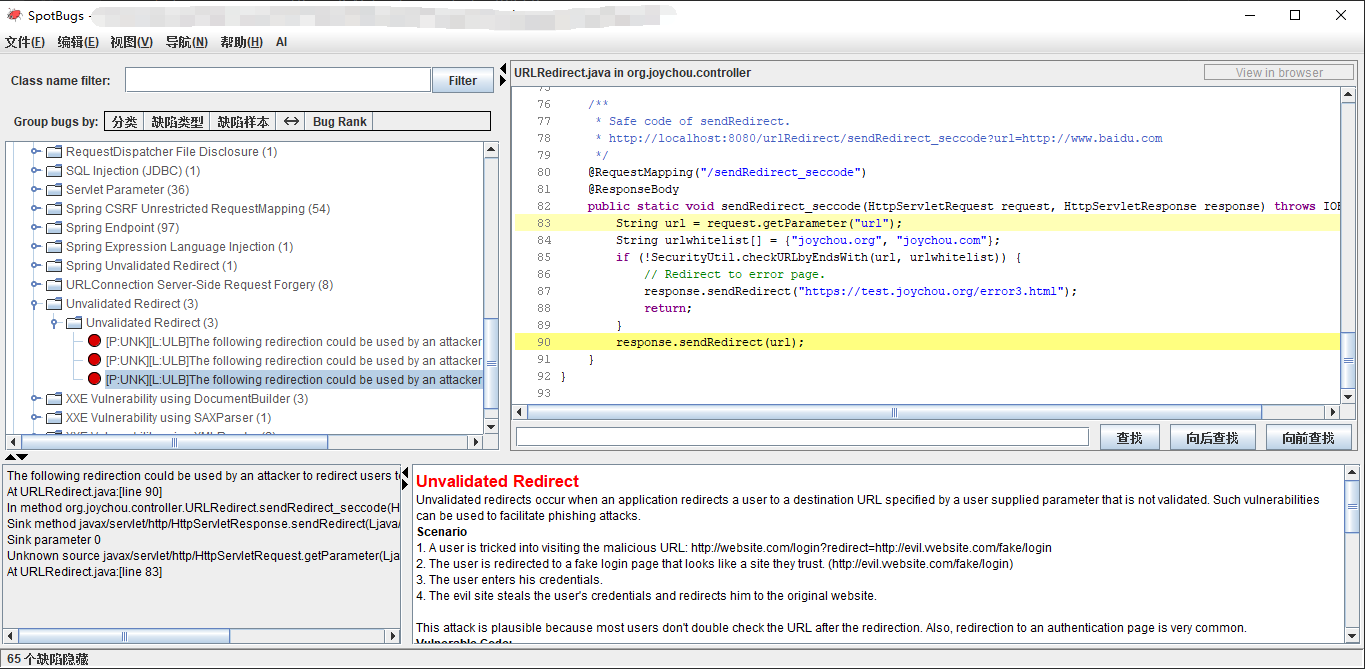 SpotBugs -
文件(F) 编辑(E) 视图(V) 导航(N) 帮助(H) AI
Class name filter: Filter
Group bugs by: 分类 缺陷类型 缺陷样本 ↔ Bug Rank
RequestDispatcher File Disclosure (1)
SQL Injection (JDBC) (1)
Servlet Parameter (36)
Spring CSRF Unrestricted RequestMapping (54)
Spring Endpoint (97)
Spring Expression Language Injection (1)
Spring Unvalidated Redirect (1)
URLConnection Server-Side Request Forgery (8)
Unvalidated Redirect (3)
Unvalidated Redirect (3)
[P:UNK][L:ULB]The following redirection could be used by an attacker
[P:UNK][L:ULB]The following redirection could be used by an attacker
[P:UNK][L:ULB]The following redirection could be used by an attacker
XXE Vulnerability using DocumentBuilder (3)
XXE Vulnerability using SAXParser (1)
URLRedirect.java in org.joychou.controller
View in browser
75
76 /**
77 * Safe code of sendRedirect.
78 * http://localhost:8080/urlRedirect/sendRedirect_seccode?url=http://www.baidu.com
79 */
80 @RequestMapping("/sendRedirect_seccode")
81 @ResponseBody
82 public static void sendRedirect_seccode(HttpServletRequest request, HttpServletResponse response) throws IOE
83 String url = request.getParameter("url");
84 String urlwhitelist[] = {"joychou.org", "joychou.com"};
85 if (!SecurityUtil.checkURLbyEndsWith(url, urlwhitelist)) {
86 // Redirect to error page.
87 response.sendRedirect("https://test.joychou.org/error3.html");
88 return;
89 }
90 response.sendRedirect(url);
91 }
92 }
93
查找 向后查找 向前查找
The following redirection could be used by an attacker to redirect users t
At URLRedirect.java:[line 90]
In method org.joychou.controller.URLRedirect.sendRedirect_seccode(H
Sink method javax/servlet/http/HttpServletResponse.sendRedirect(Ljava/
Sink parameter 0
Unknown source javax/servlet/http/HttpServletRequest.getParameter(Lja
At URLRedirect.java:[line 83]
Unvalidated Redirect
Unvalidated redirects occur when an application redirects a user to a destination URL specified by a user supplied parameter that is not validated. Such vulnerabilities
can be used to facilitate phishing attacks.
Scenario
1. A user is tricked into visiting the malicious URL: http://website.com/login?redirect=http://evil.website.com/fake/login
2. The user is redirected to a fake login page that looks like a site they trust. (http://evil.website.com/fake/login)
3. The user enters his credentials.
4. The evil site steals the user's credentials and redirects him to the original website.
This attack is plausible because most users don't double check the URL after the redirection. Also, redirection to an authentication page is very common.
Vulnerable Code:
65 个缺陷隐藏